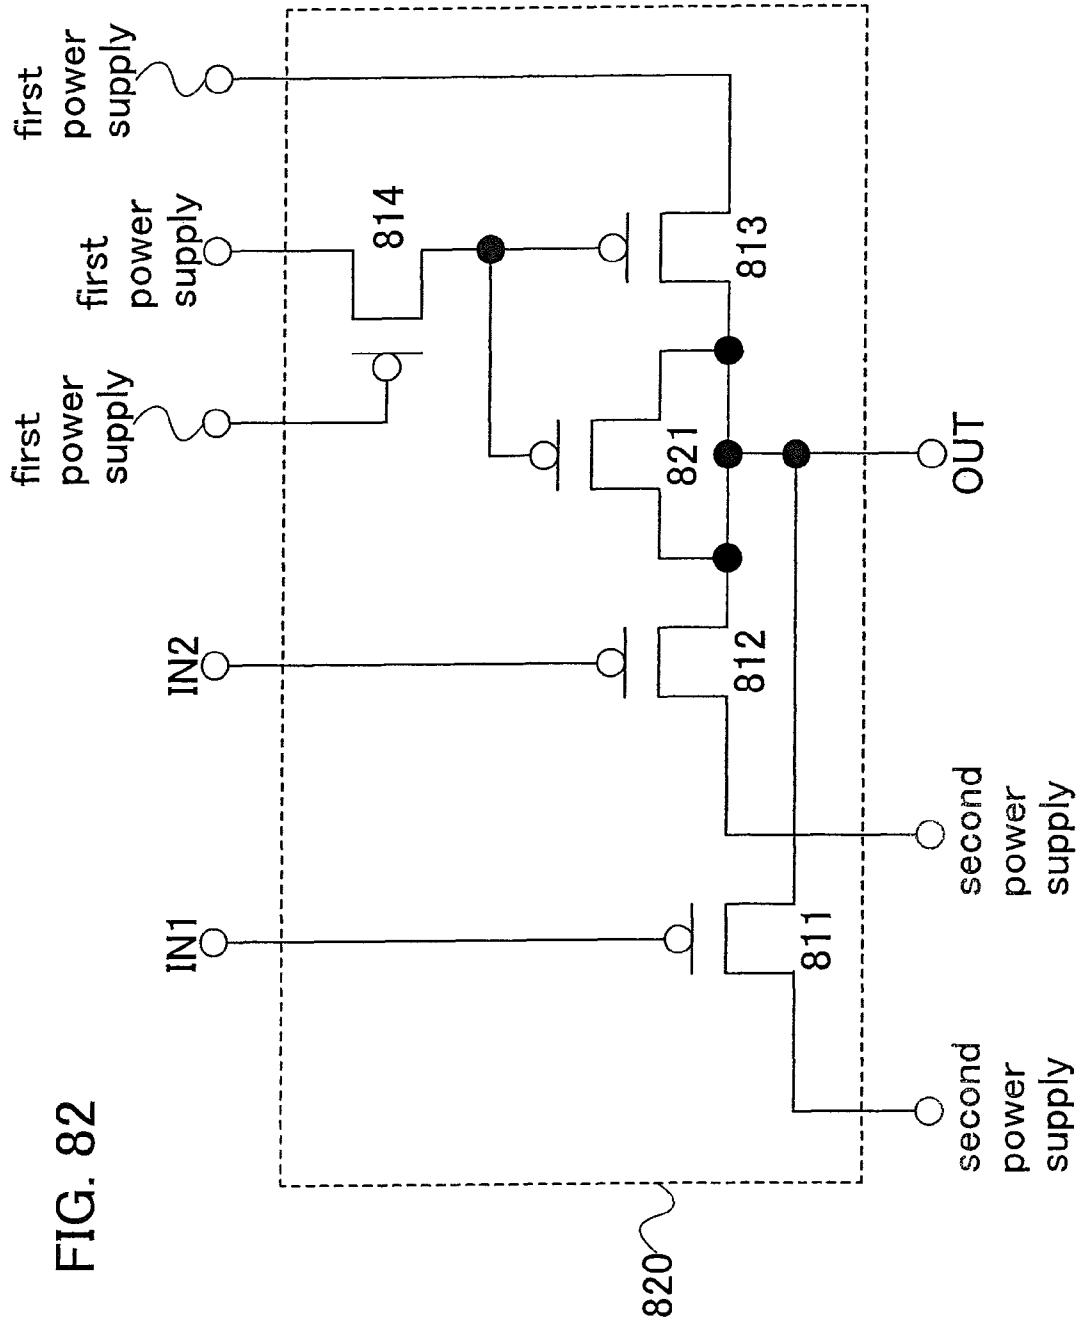 FIG. 82
820
IN1
IN2
first
power
supply
first
power
supply
first
power
supply
814
811
812
821
813
second
power
supply
second
power
supply
OUT